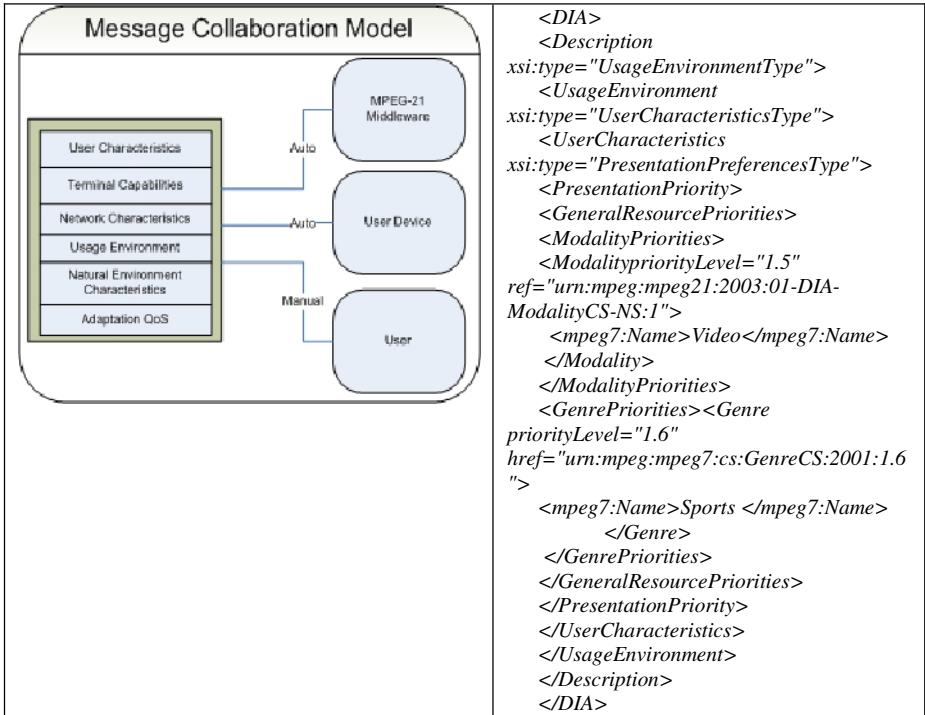 Message Collaboration Model
MPEG-21
Middleware
User Characteristics
Auto
Terminal Capabilities
Network Characteristics
Auto
User Device
Usage Environment
Natural Environment
Characteristics
Manual
Adaptation QoS
User
<DIA>
<Description
xsi:type="UsageEnvironmentType">
<UsageEnvironment
xsi:type="UserCharacteristicsType">
<UserCharacteristics
xsi:type="PresentationPreferencesType">
<PresentationPriority>
<GeneralResourcePriorities>
<ModalityPriorities>
<ModalitypriorityLevel="1.5"
ref="urn:mpeg:mpeg21:2003:01-DIA-
ModalityCS-NS:1">
<mpeg7:Name>Video</mpeg7:Name>
</Modality>
</ModalityPriorities>
<GenrePriorities><Genre
priorityLevel="1.6"
href="urn:mpeg:mpeg7:cs:GenreCS:2001:1.6
">
<mpeg7:Name>Sports </mpeg7:Name>
</Genre>
</GenrePriorities>
</GeneralResourcePriorities>
</PresentationPriority>
</UserCharacteristics>
</UsageEnvironment>
</Description>
</DIA>